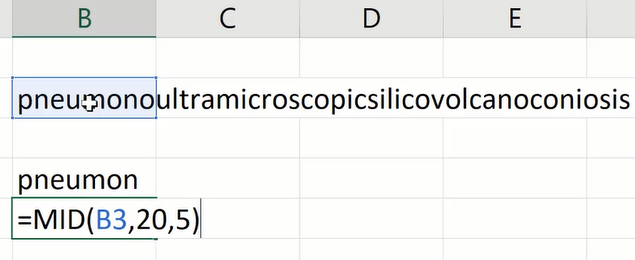 B C D E
pneumonoultramicroscopicsilicovolcanoconiosis
pneumon
=MID(B3,20,5)